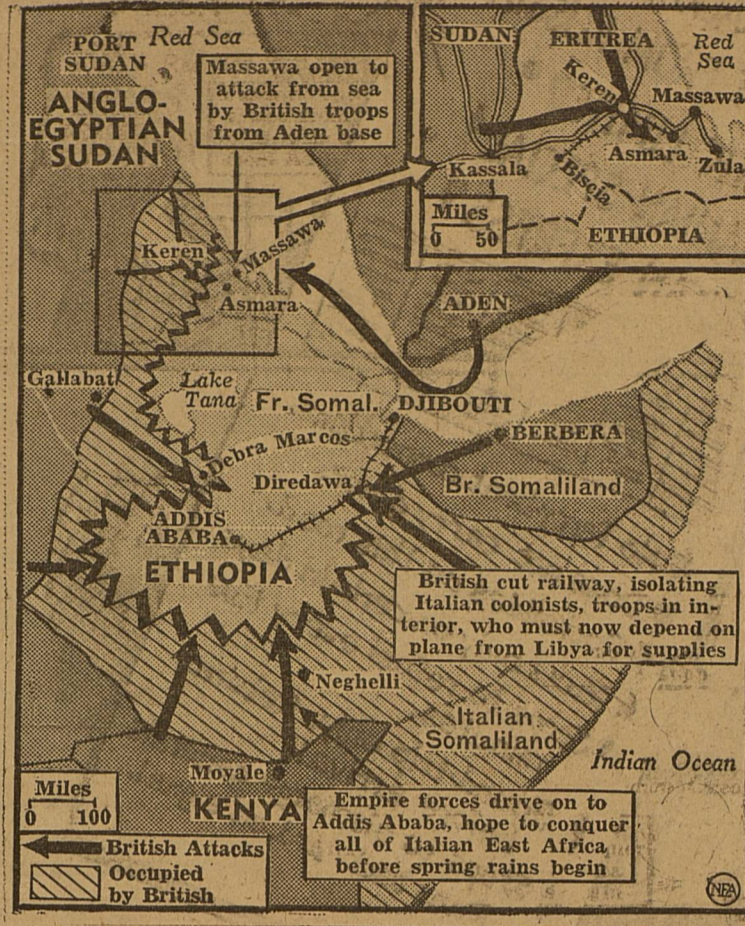 PORT
SUDAN
Red Sea
ANGLO-
EGYPTIAN
SUDAN
Massawa open to
attack from sea
by British troops
from Aden base
SUDAN
ERITREA
Red
Sea
Keren
Massawa
Kassala
Asmara
Zula
Biscia
Miles
0 50
ETHIOPIA
Keren
Massawa
Asmara
ADEN
Gallabat
Lake
Tana
Fr. Somal.
DJIBOUTI
Debra Marcos
BERBERA
Diredawa
Br. Somaliland
ADDIS
ABABA
ETHIOPIA
British cut railway, isolating
Italian colonists, troops in in-
terior, who must now depend on
plane from Libya for supplies
Neghelli
Italian
Somaliland
Indian Ocean
Moyale
KENYA
Miles
0 100
Empire forces drive on to
Addis Ababa, hope to conquer
all of Italian East Africa
before spring rains begin
British Attacks
Occupied
by British
NEA